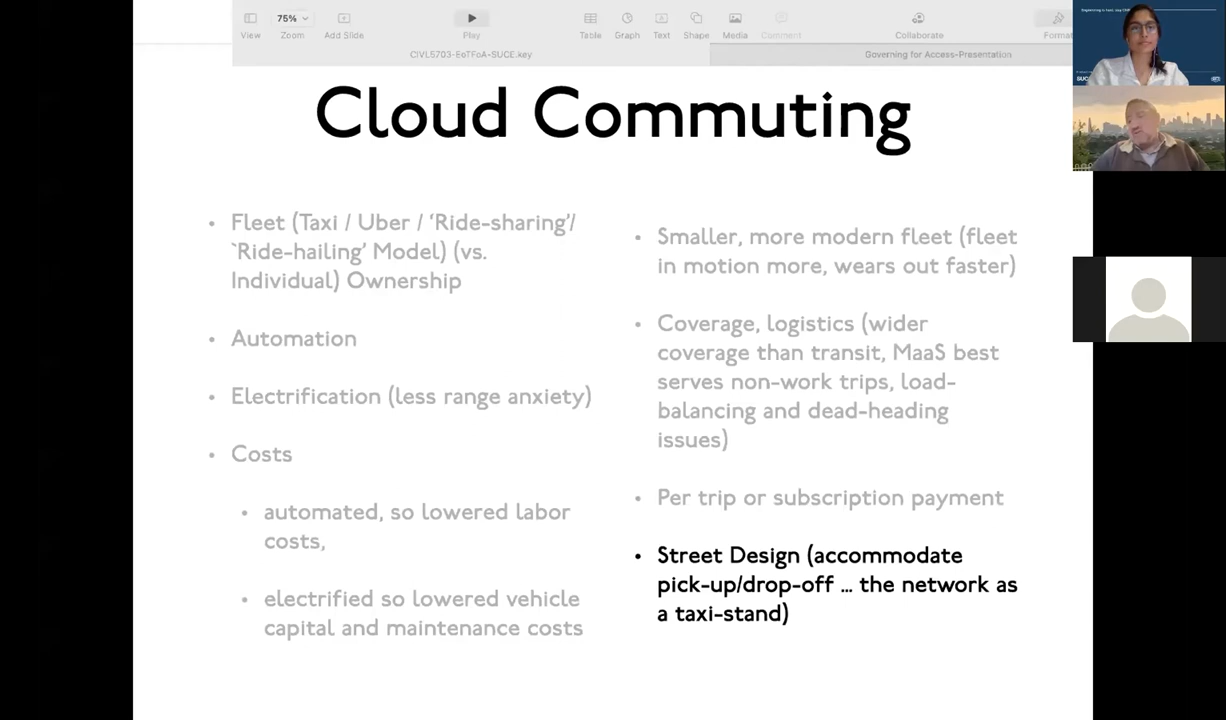 75%
View
Zoom
Add Slide
Play
Table
Graph
Text
Shape
Media
Comment
Collaborate
Format
CIVL5703-EoTFoA-SUCE.key
Governing for Access-Presentation
Cloud Commuting
• Fleet (Taxi / Uber / ‘Ride-sharing’/
`Ride-hailing’ Model) (vs.
Individual) Ownership
• Automation
• Electrification (less range anxiety)
• Costs
• automated, so lowered labor
costs,
• electrified so lowered vehicle
capital and maintenance costs
• Smaller, more modern fleet (fleet
in motion more, wears out faster)
• Coverage, logistics (wider
coverage than transit, MaaS best
serves non-work trips, load-
balancing and dead-heading
issues)
• Per trip or subscription payment
• Street Design (accommodate
pick-up/drop-off ... the network as
a taxi-stand)